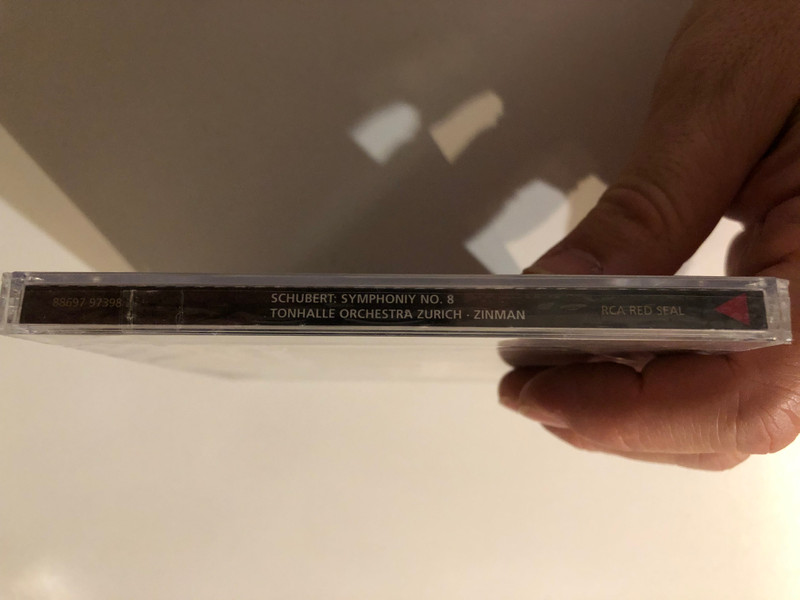 88697 97398
SCHUBERT: SYMPHONIY NO. 8
TONHALLE ORCHESTRA ZURICH · ZINMAN
RCA RED SEAL